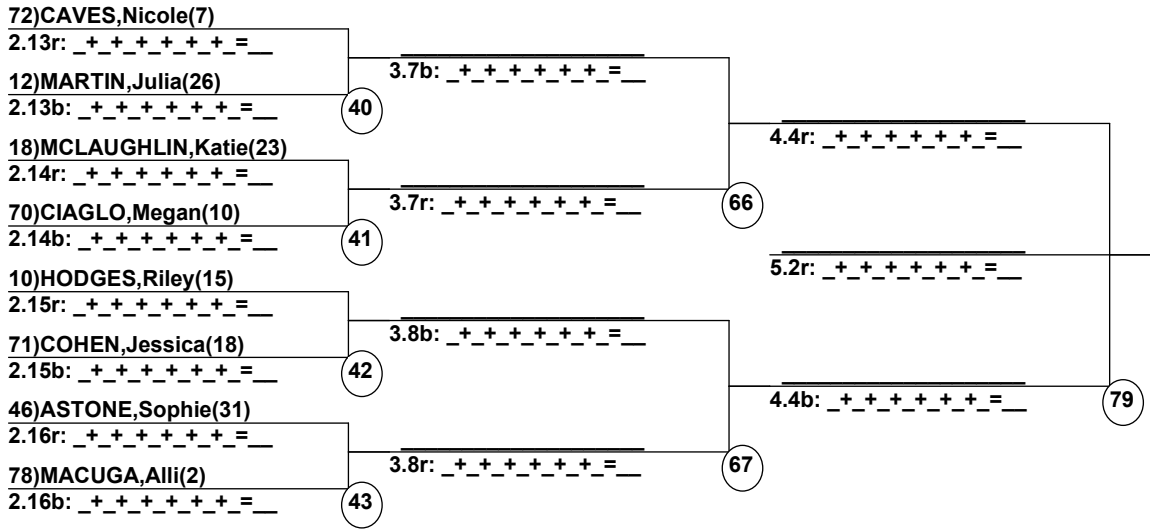 72)CAVES,Nicole(7)
2.13r: _+_+_+_+_+_=__
12)MARTIN,Julia(26)
2.13b: _+_+_+_+_+_=__
40
18)MCLAUGHLIN,Katie(23)
2.14r: _+_+_+_+_+_=__
70)CIAGLO,Megan(10)
2.14b: _+_+_+_+_+_=__
41
10)HODGES,Riley(15)
2.15r: _+_+_+_+_+_=__
71)COHEN,Jessica(18)
2.15b: _+_+_+_+_+_=__
42
46)ASTONE,Sophie(31)
2.16r: _+_+_+_+_+_=__
78)MACUGA,Alli(2)
2.16b: _+_+_+_+_+_=__
43
3.7b: _+_+_+_+_+_=__
3.7r: _+_+_+_+_+_=__
66
3.8b: _+_+_+_+_+_=__
3.8r: _+_+_+_+_+_=__
67
4.4r: _+_+_+_+_+_=__
5.2r: _+_+_+_+_+_=__
4.4b: _+_+_+_+_+_=__
79